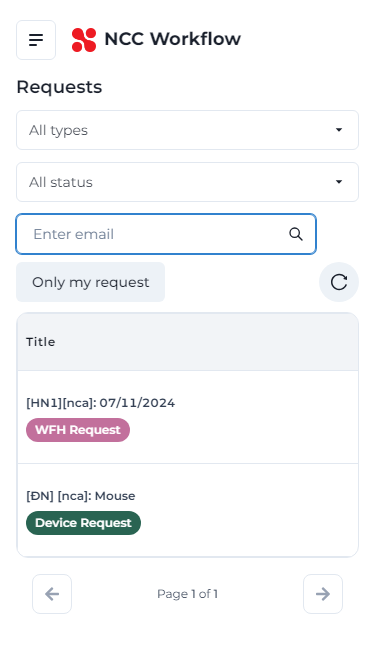 NCC Workflow
Requests
All types
All status
Enter email
Only my request
Title
[HN1][nca]: 07/11/2024
WFH Request
[ĐN] [nca]: Mouse
Device Request
Page 1 of 1